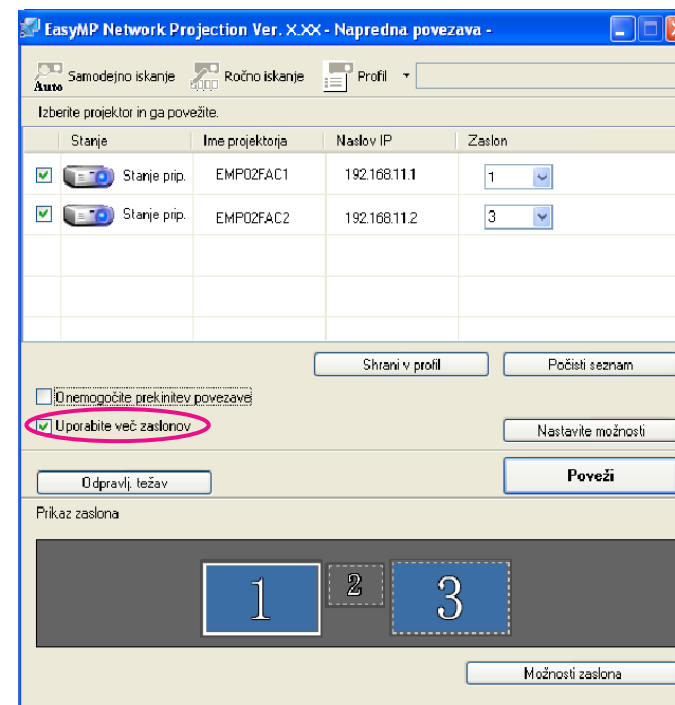 EasyMP Network Projection Ver. X.XX - Napredna povezava -
Auto Samodejno iskanje Ročno iskanje Profil
Izberite projektor in ga povežite.
Stanje Ime projektorja Naslov IP Zaslon
Stanje prip. EMP02FAC1 192.168.11.1 1
Stanje prip. EMP02FAC2 192.168.11.2 3
Shrani v profil Počisti seznam
Onemogočite prekinitev povezave
Uporabite več zaslonov
Nastavite možnosti
Odpravlj. težav Poveži
Prikaz zaslona
1 2 3
Možnosti zaslona